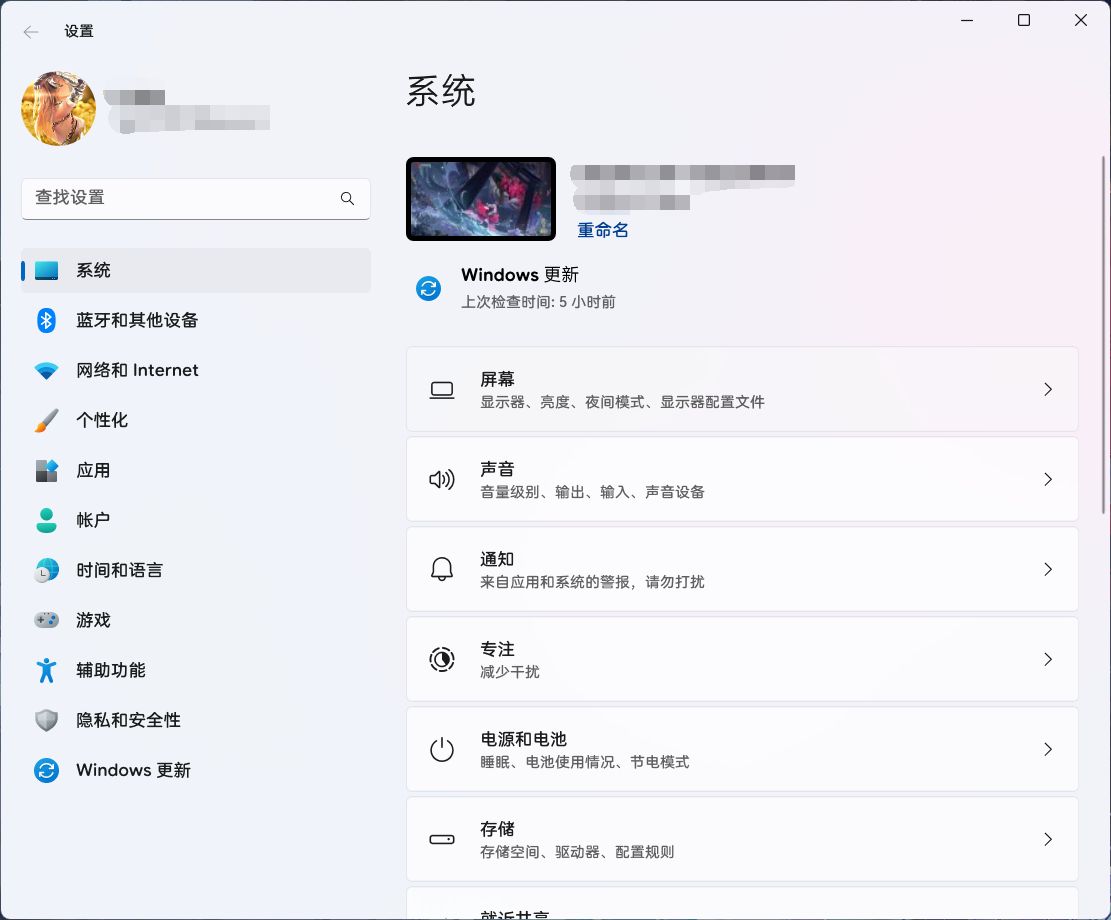 设置
查找设置
系统
蓝牙和其他设备
网络和 Internet
个性化
应用
帐户
时间和语言
游戏
辅助功能
隐私和安全性
Windows 更新
系统
重命名
Windows 更新
上次检查时间: 5 小时前
屏幕
显示器、亮度、夜间模式、显示器配置文件
声音
音量级别、输出、输入、声音设备
通知
来自应用和系统的警报，请勿打扰
专注
减少干扰
电源和电池
睡眠、电池使用情况、节电模式
存储
存储空间、驱动器、配置规则
就近共享